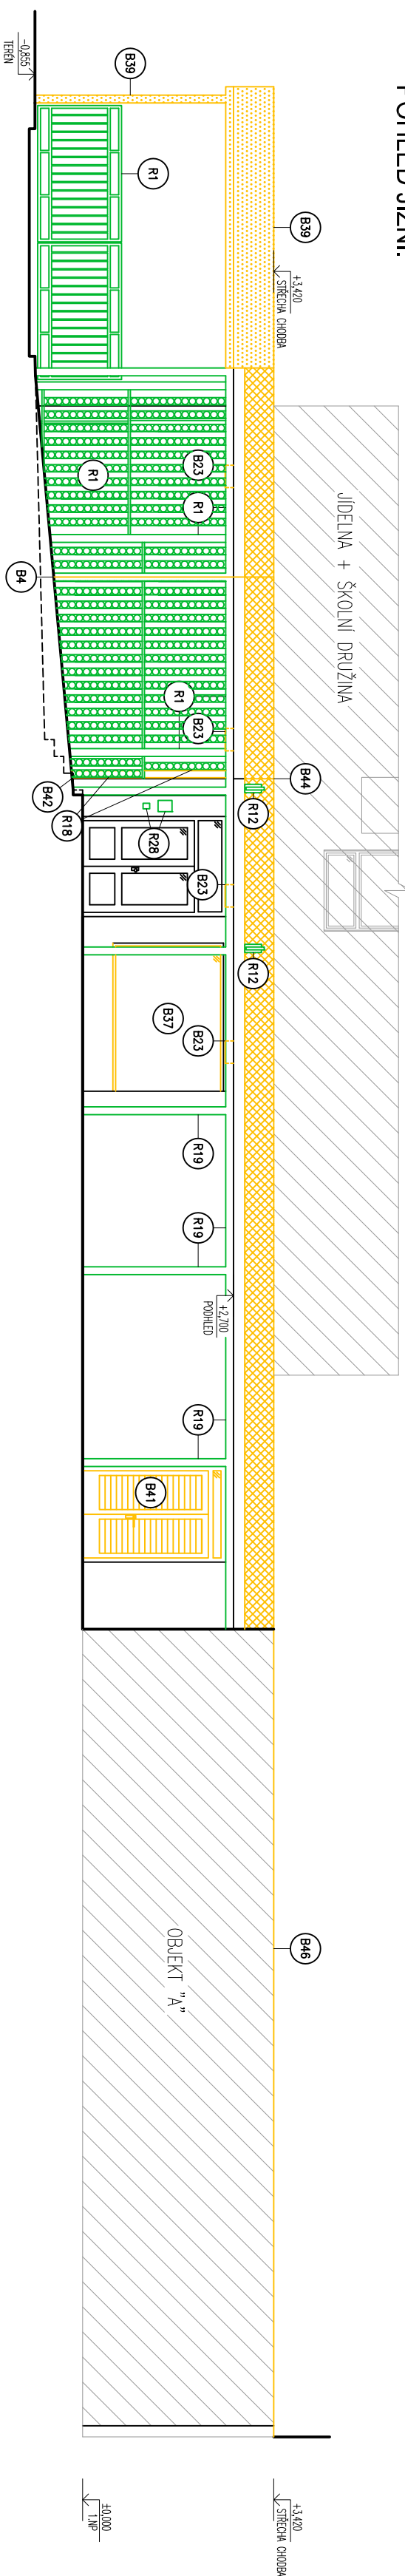 POHLED JIŽNÍ:
B39
-0,855
TERÉN
R1
B39
+3,420
STŘECHA CHODBA
R1
B23
R1
B4
JÍDELNA + ŠKOLNÍ DRUŽINA
R1
B23
B42
R18
B44
R12
R28
B23
R12
B37
B23
R19
R19
+2,700
PODHLED
R19
B41
B46
OBJEKT "A"
+3,420
STŘECHA CHODBA
±0,000
1.NP